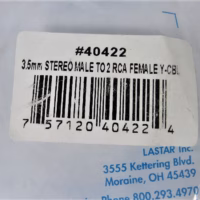 #40422
3.5mm STEREO MALE TO 2 RCA FEMALE Y-CBL
7 57120 40422 4
LASTAR Inc.
3555 Kettering Blvd.
Moraine, OH 45439
Phone 800.293.4970